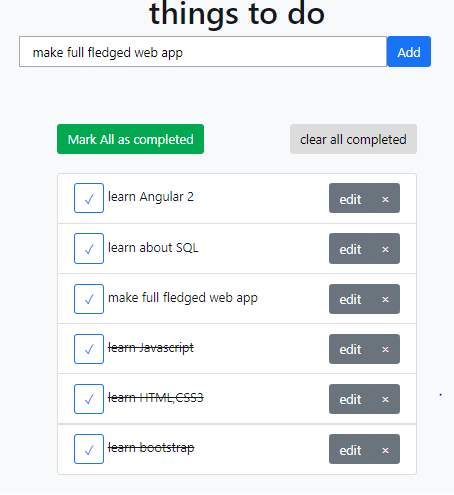 things to do
make full fledged web app Add
Mark All as completed clear all completed
✓ learn Angular 2 edit ×
✓ learn about SQL edit ×
✓ make full fledged web app edit ×
✓ learn Javascript edit ×
✓ learn HTML,CSS3 edit ×
✓ learn bootstrap edit ×